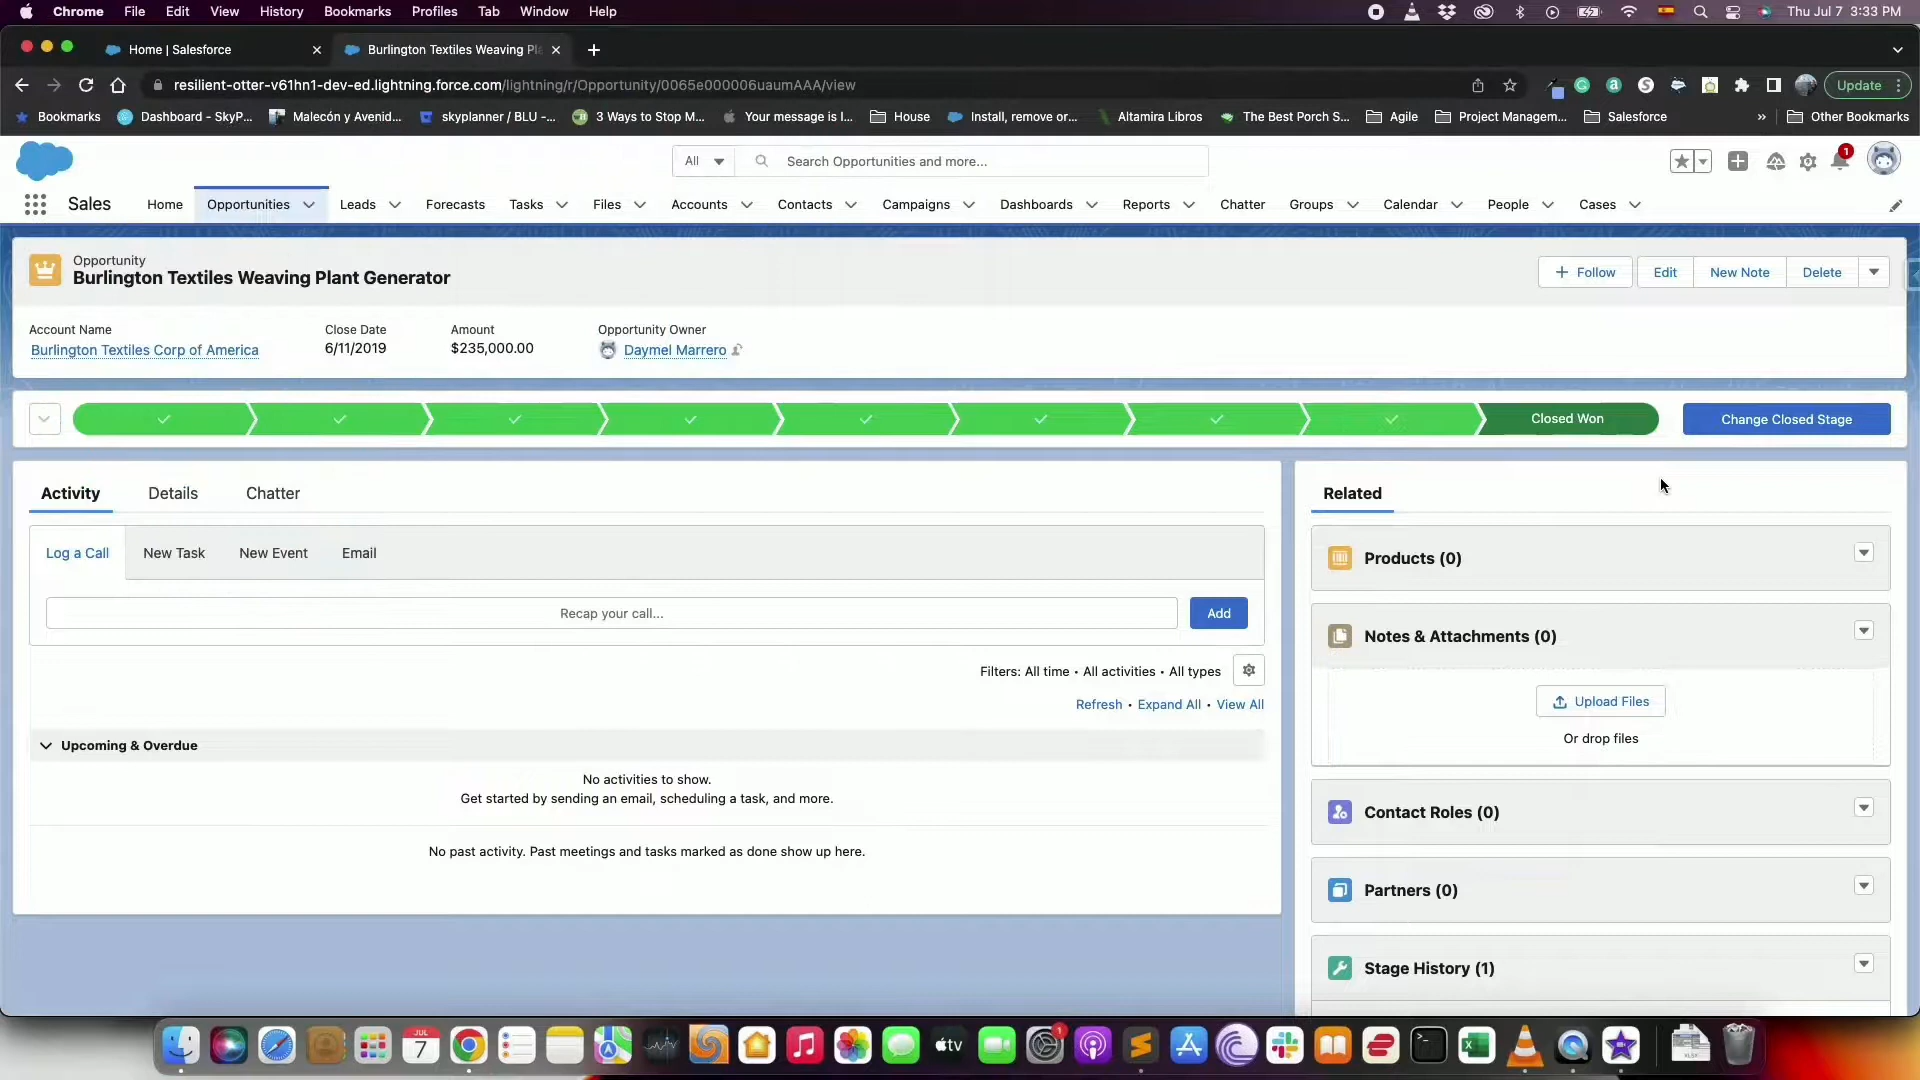 Chrome File Edit View History Bookmarks Profiles Tab Window Help Thu Jul 7 3:33 PM
Home | Salesforce Burlington Textiles Weaving Pl
resilient-otter-v61hn1-dev-ed.lightning.force.com/lightning/r/Opportunity/0065e000006uaumAAA/view Update
Bookmarks Dashboard - SkyP... Malecón y Avenid... skyplanner / BLU -... 3 Ways to Stop M... Your message is I... House Install, remove or... Altamira Libros The Best Porch S... Agile Project Managem... Salesforce » Other Bookmarks
All Search Opportunities and more... 1
Sales Home Opportunities Leads Forecasts Tasks Files Accounts Contacts Campaigns Dashboards Reports Chatter Groups Calendar People Cases
Opportunity
Burlington Textiles Weaving Plant Generator
+ Follow Edit New Note Delete
Account Name Close Date Amount Opportunity Owner
Burlington Textiles Corp of America 6/11/2019 $235,000.00 Daymel Marrero
Closed Won Change Closed Stage
Activity Details Chatter
Log a Call New Task New Event Email
Recap your call... Add
Filters: All time • All activities • All types
Refresh • Expand All • View All
Upcoming & Overdue
No activities to show.
Get started by sending an email, scheduling a task, and more.
No past activity. Past meetings and tasks marked as done show up here.
Related
Products (0)
Notes & Attachments (0)
Upload Files
Or drop files
Contact Roles (0)
Partners (0)
Stage History (1)
JUL
7
tv
1
XLSX